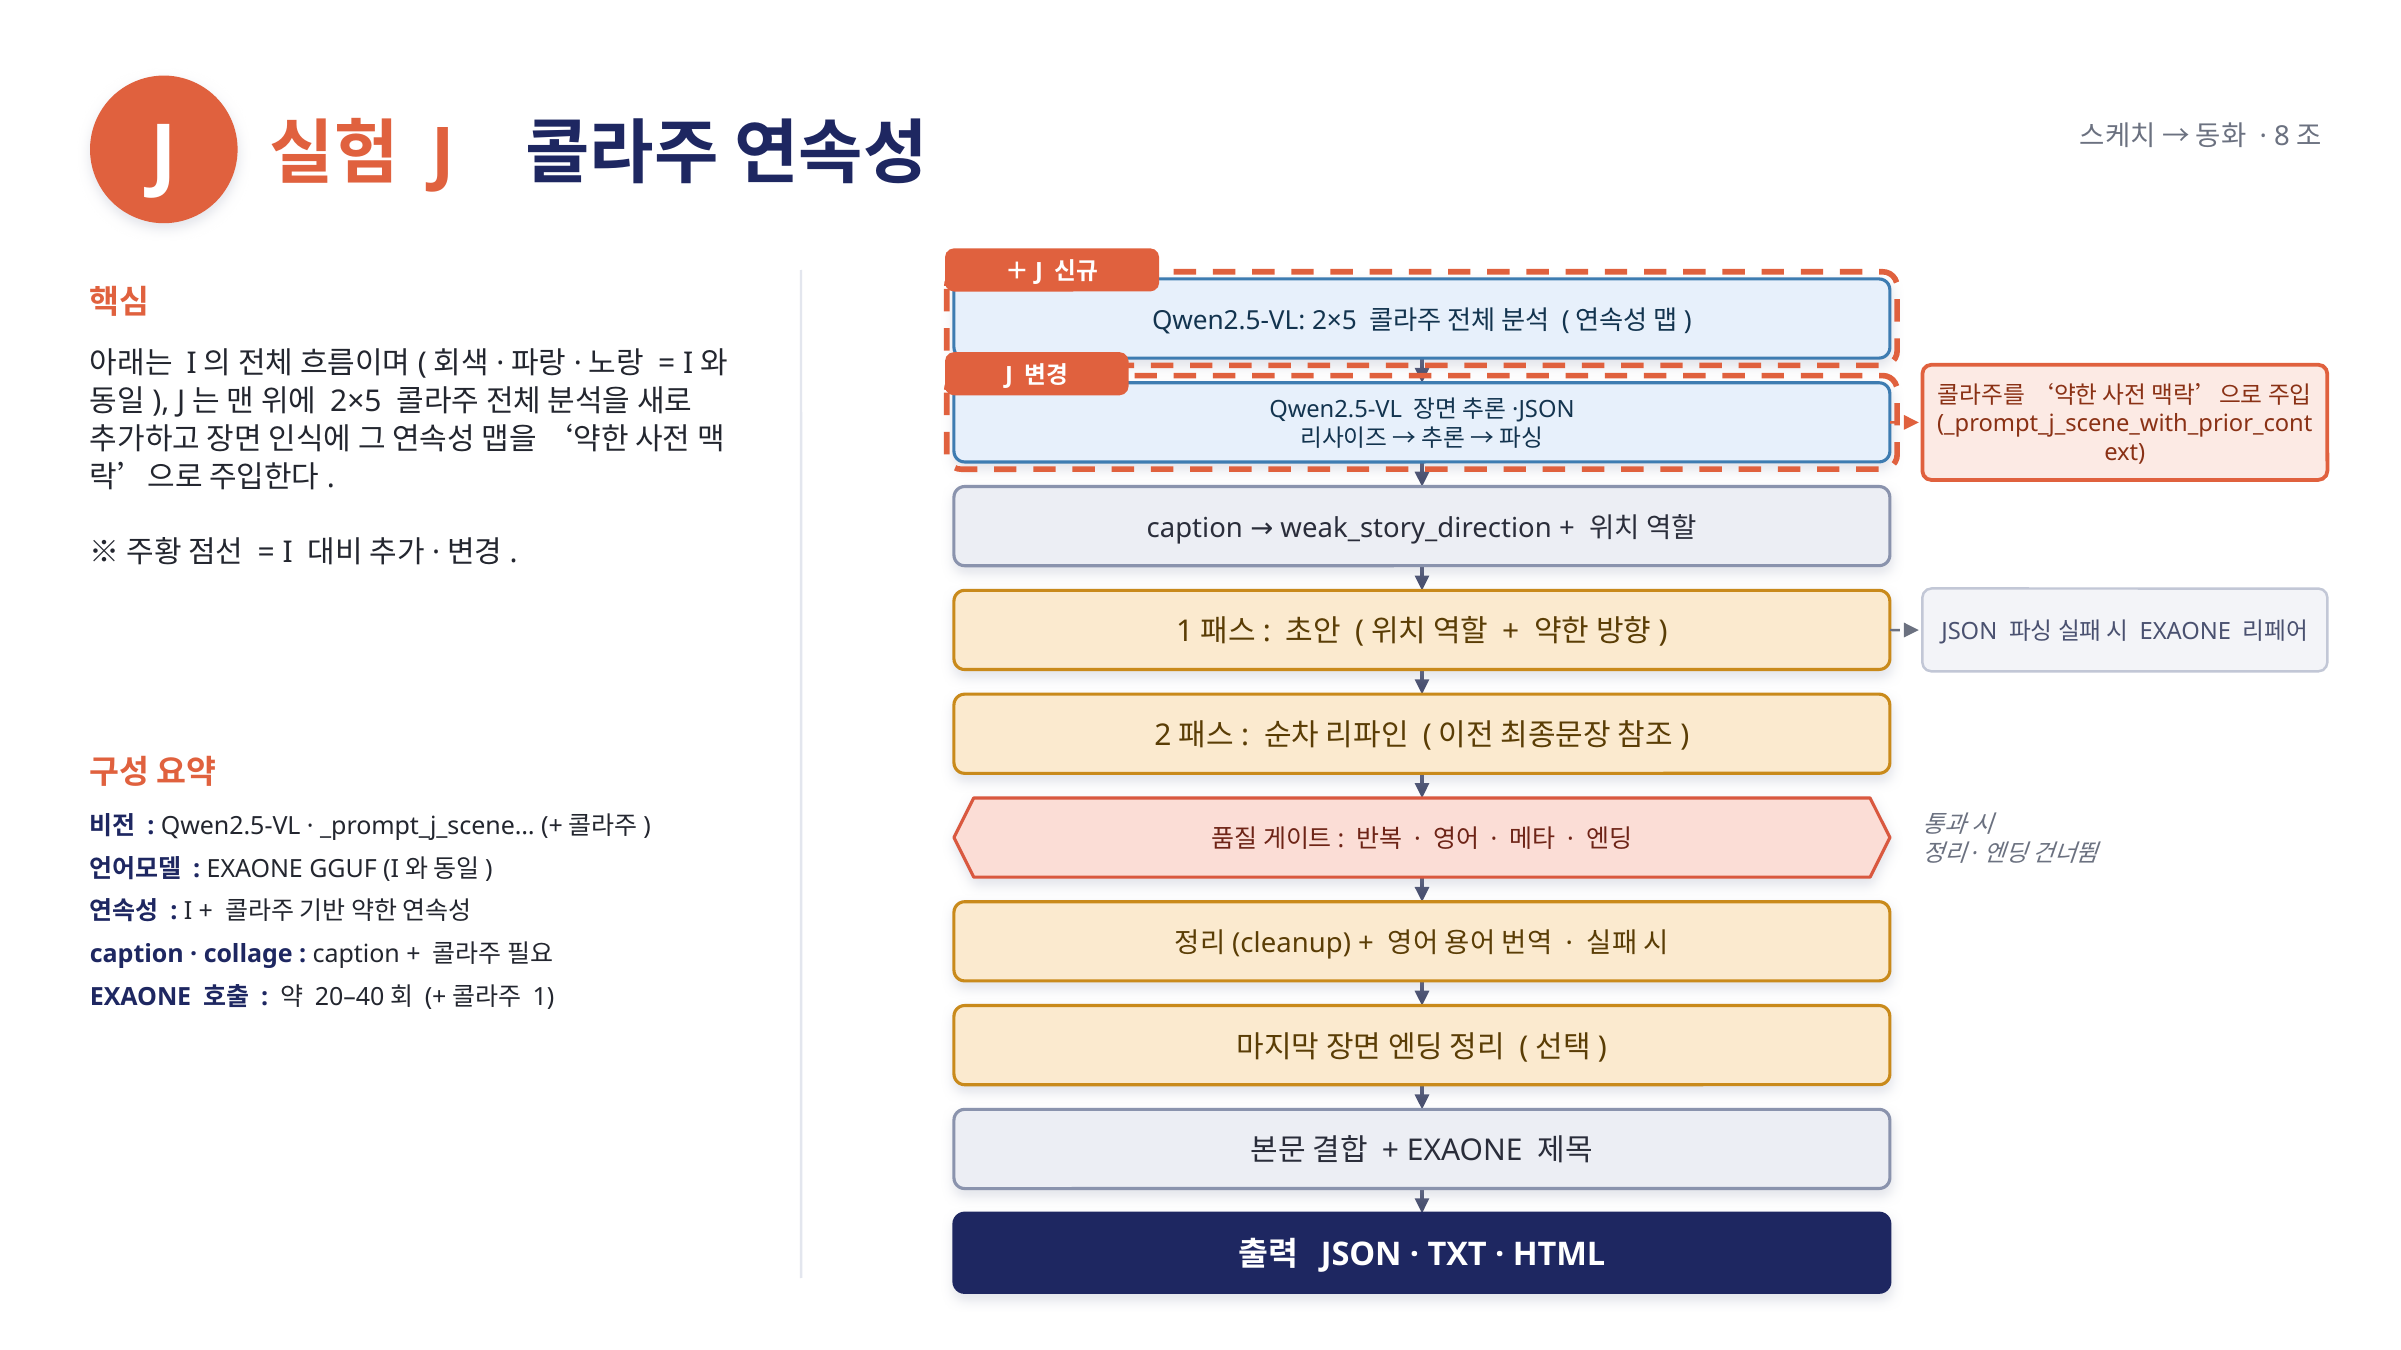 J
실험 J 콜라주 연속성
스케치 → 동화 · 8 조
핵심
아래는 I 의 전체 흐름이며 ( 회색 · 파랑 · 노랑 = I 와
동일 ), J 는 맨 위에 2×5 콜라주 전체 분석을 새로
추가하고 장면 인식에 그 연속성 맵을 ‘약한 사전 맥
락’ 으로 주입한다 .
※ 주황 점선 = I 대비 추가 · 변경 .
구성 요약
비전 : Qwen2.5-VL · _prompt_j_scene… (+ 콜라주 )
언어모델 : EXAONE GGUF (I 와 동일 )
연속성 : I + 콜라주 기반 약한 연속성
caption · collage : caption + 콜라주 필요
EXAONE 호출 : 약 20–40 회 (+ 콜라주 1)
+ J 신규
Qwen2.5-VL: 2×5 콜라주 전체 분석 ( 연속성 맵 )
J 변경
Qwen2.5-VL 장면 추론 ·JSON
리사이즈 → 추론 → 파싱
콜라주를 ‘약한 사전 맥락’ 으로 주입
(_prompt_j_scene_with_prior_cont
ext)
caption → weak_story_direction + 위치 역할
1 패스 : 초안 ( 위치 역할 + 약한 방향 )
JSON 파싱 실패 시 EXAONE 리페어
2 패스 : 순차 리파인 ( 이전 최종문장 참조 )
품질 게이트 : 반복 · 영어 · 메타 · 엔딩
통과 시
정리 · 엔딩 건너뜀
정리 (cleanup) + 영어 용어 번역 · 실패 시
마지막 장면 엔딩 정리 ( 선택 )
본문 결합 + EXAONE 제목
출력 JSON · TXT · HTML